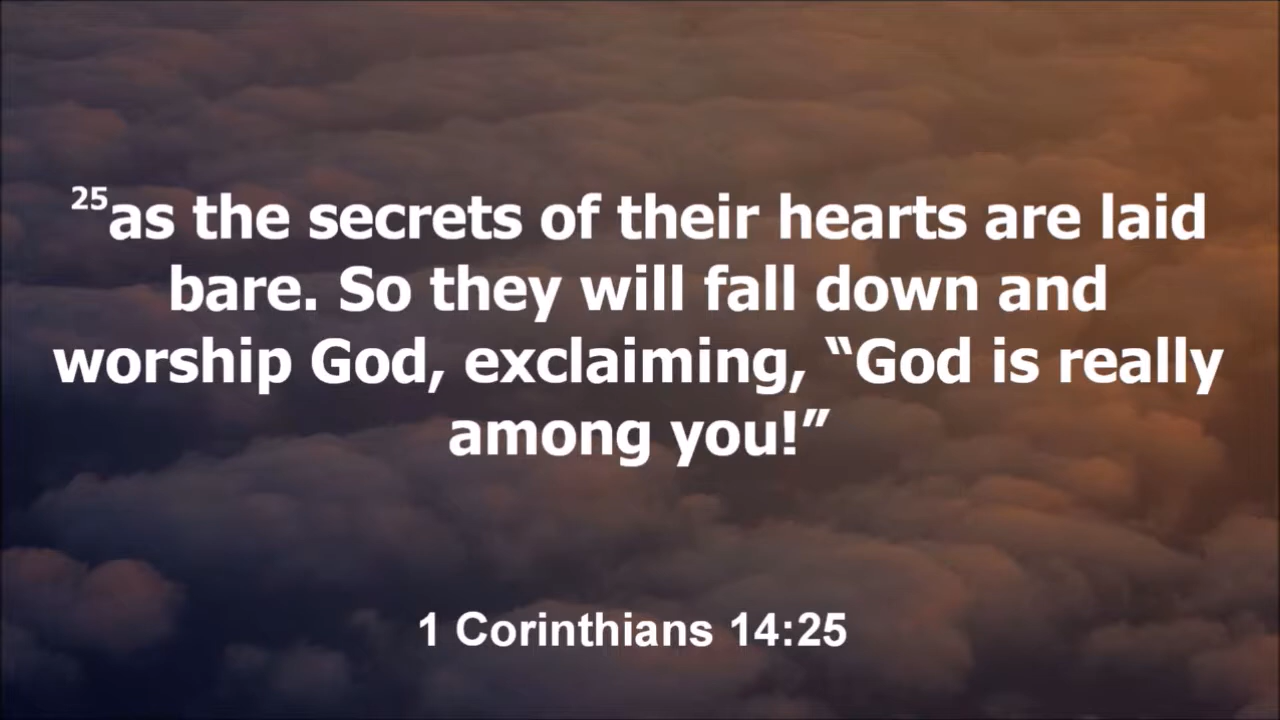 25as the secrets of their hearts are laid
bare. So they will fall down and
worship God, exclaiming, “God is really
among you!”
1 Corinthians 14:25